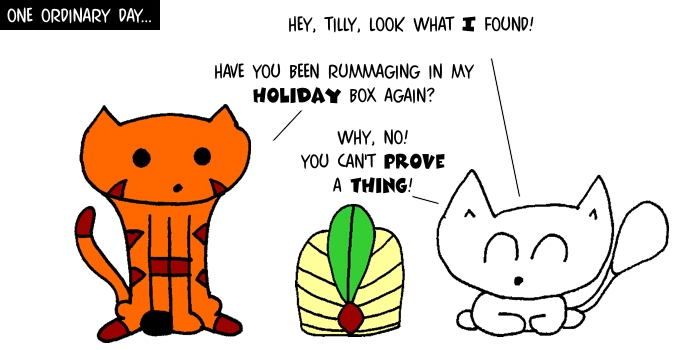 ONE ORDINARY DAY...
HEY, TILLY, LOOK WHAT I FOUND!
HAVE YOU BEEN RUMMAGING IN MY
HOLIDAY BOX AGAIN?
WHY, NO!
YOU CAN'T PROVE
A THING!